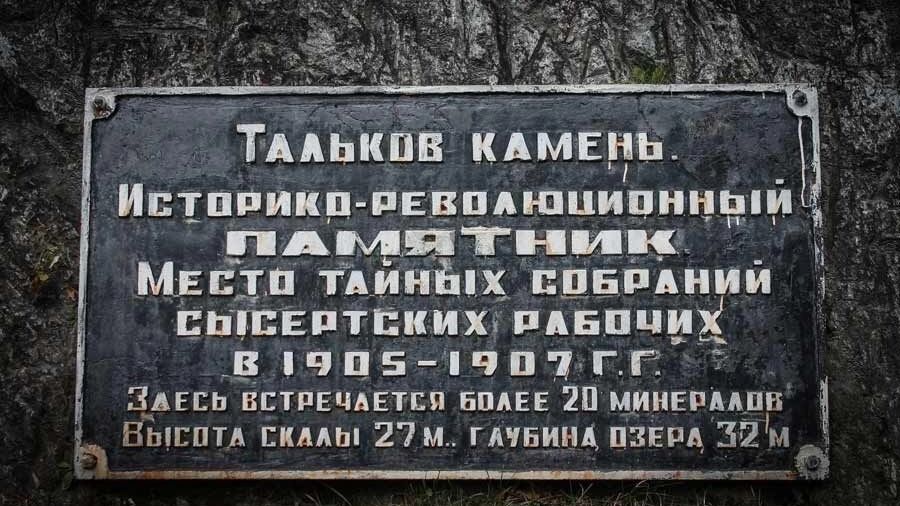 Тальков камень.
Историко-революционный
ПАМЯТНИК
Место тайных собраний
сысертских рабочих
в 1905-1907 г.г.
Здесь встречается более 20 минералов
Высота скалы 27 м.. глубина озера 32 м